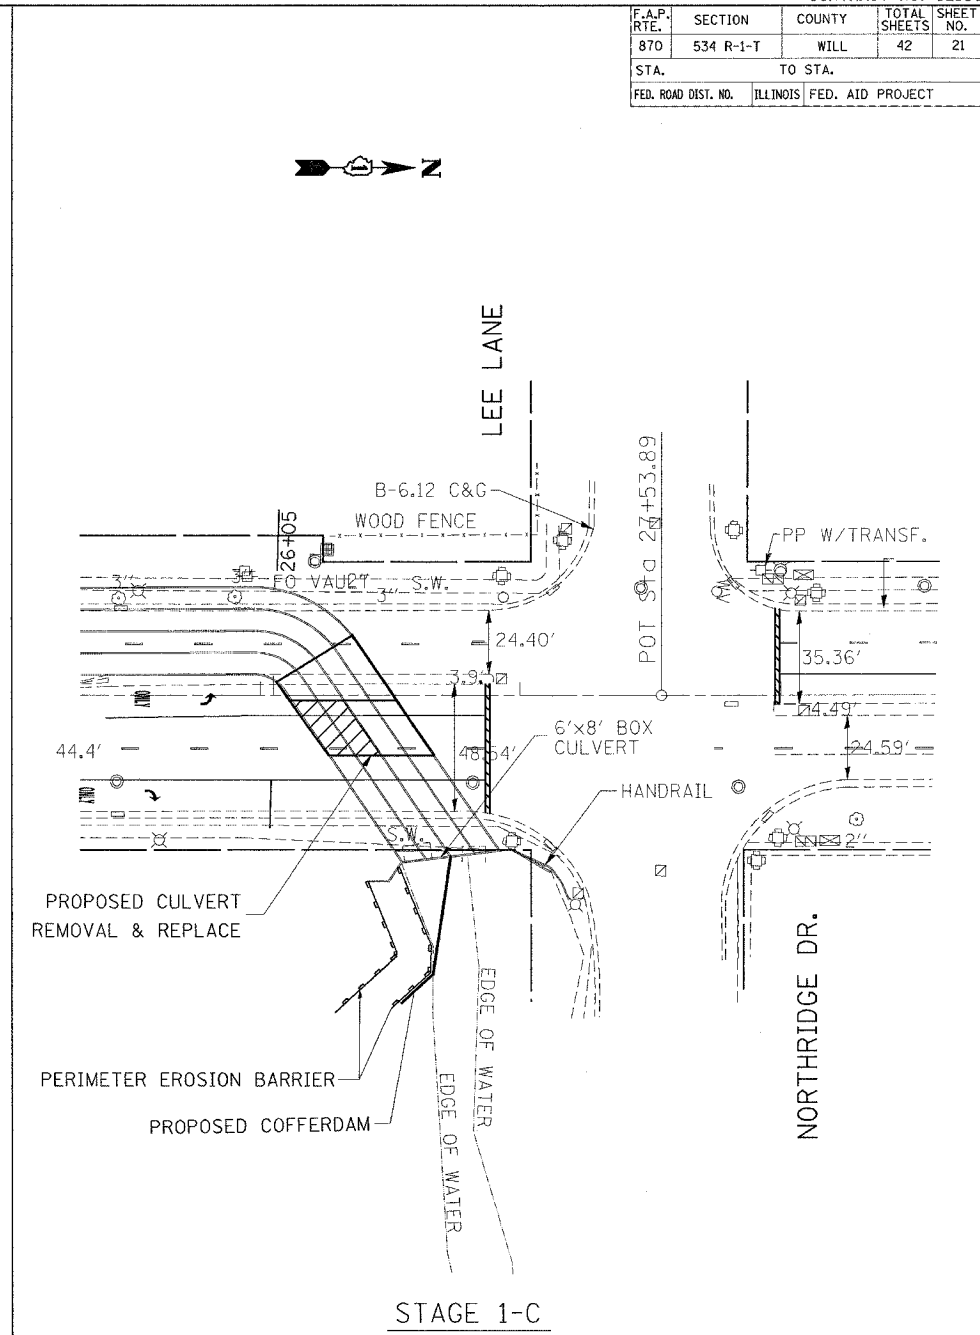 F.A.P. RTE. SECTION COUNTY TOTAL SHEETS SHEET NO.
870 534 R-1-T WILL 42 21
STA. TO STA.
FED. ROAD DIST. NO. ILLINOIS FED. AID PROJECT
N
LEE LANE
B-6.12 C&G
WOOD FENCE
26+05
POT Sta 27+53.89
PP W/TRANSF.
FO VAULT
S.W.
3"
3"
24.40'
35.36'
3.9'
4.49'
ONLY
44.4'
48.54'
6'x8' BOX
CULVERT
24.59'
HANDRAIL
ONLY
S.W.
2"
PROPOSED CULVERT
REMOVAL & REPLACE
EDGE OF WATER
EDGE OF WATER
NORTHRIDGE DR.
PERIMETER EROSION BARRIER
PROPOSED COFFERDAM
STAGE 1-C